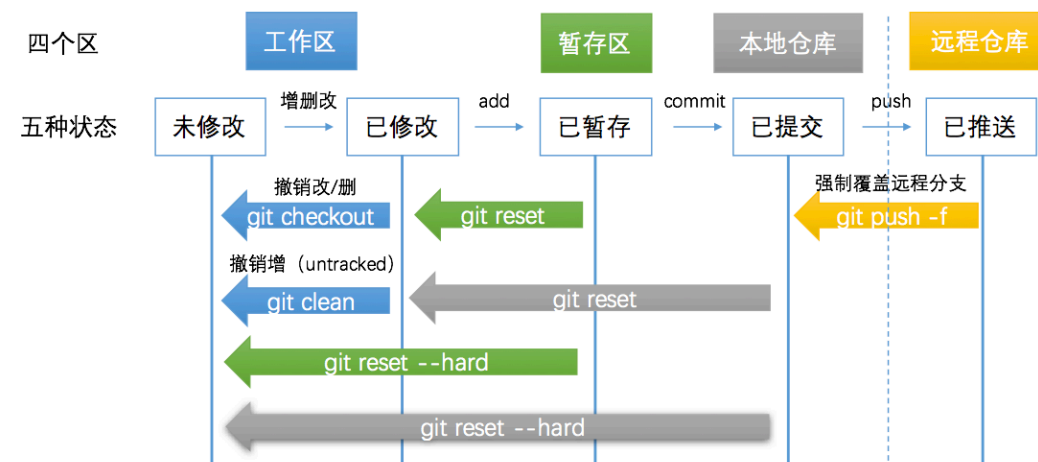 四个区
工作区
暂存区
本地仓库
远程仓库
五种状态
未修改
增删改
已修改
add
已暂存
commit
已提交
push
已推送
撤销改/删
git checkout
git reset
强制覆盖远程分支
git push -f
撤销增（untracked）
git clean
git reset
git reset --hard
git reset --hard